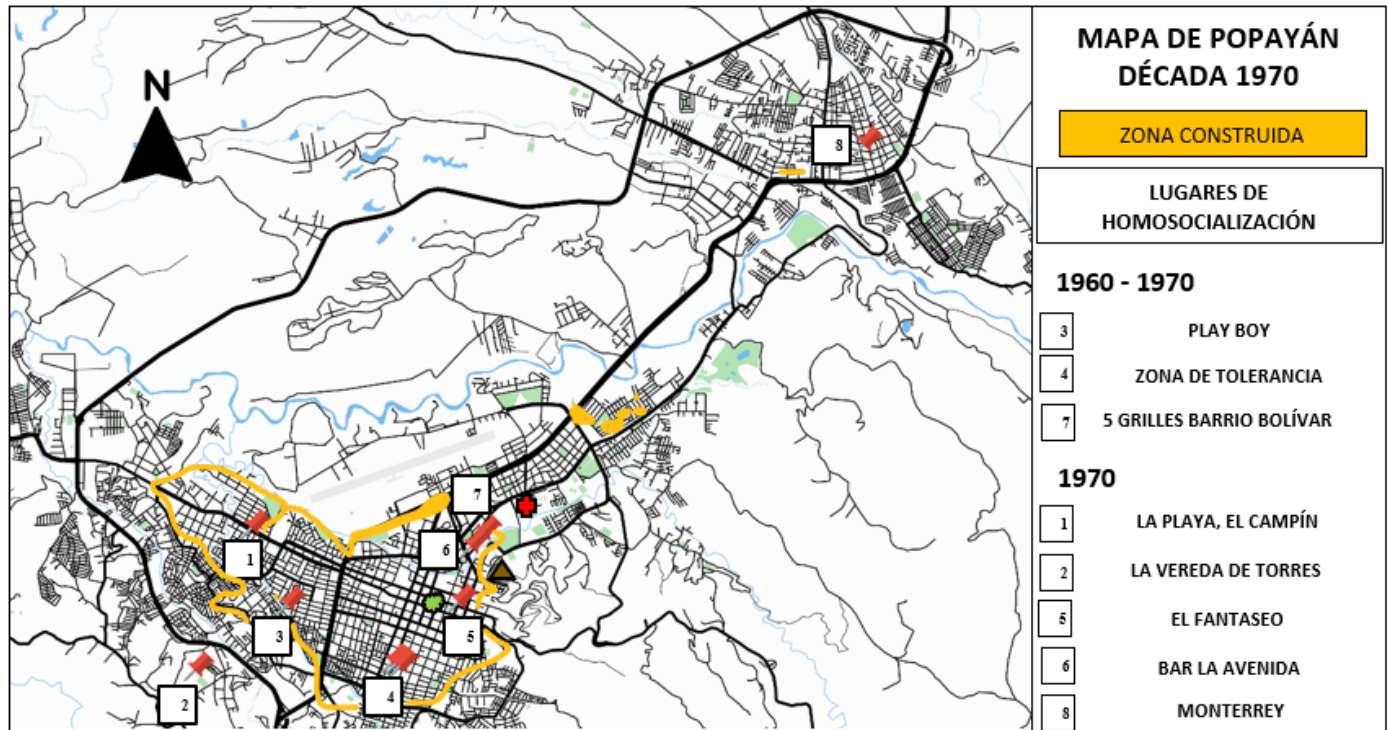 N
8
7
6
1
3
5
4
2
MAPA DE POPAYÁN
DÉCADA 1970
ZONA CONSTRUIDA
LUGARES DE
HOMOSOCIALIZACIÓN
1960 - 1970
3 PLAY BOY
4 ZONA DE TOLERANCIA
7 5 GRILLES BARRIO BOLÍVAR
1970
1 LA PLAYA, EL CAMPÍN
2 LA VEREDA DE TORRES
5 EL FANTASEO
6 BAR LA AVENIDA
8 MONTERREY